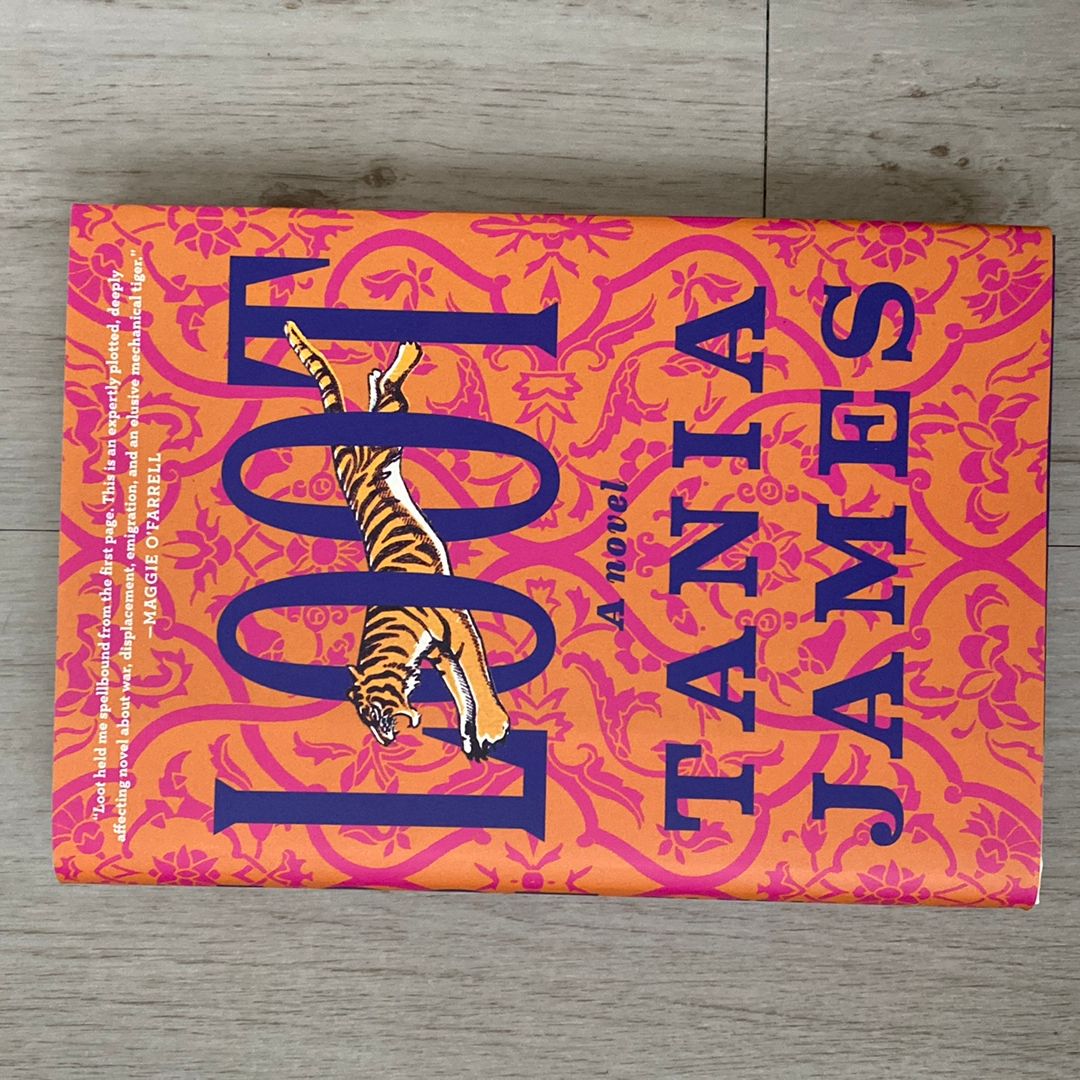 “Loot held me spellbound from the first page. This is an expertly plotted, deeply
affecting novel about war, displacement, emigration, and an elusive mechanical tiger.”
—MAGGIE O’FARRELL
LOOT
A novel
TANIA
JAMES